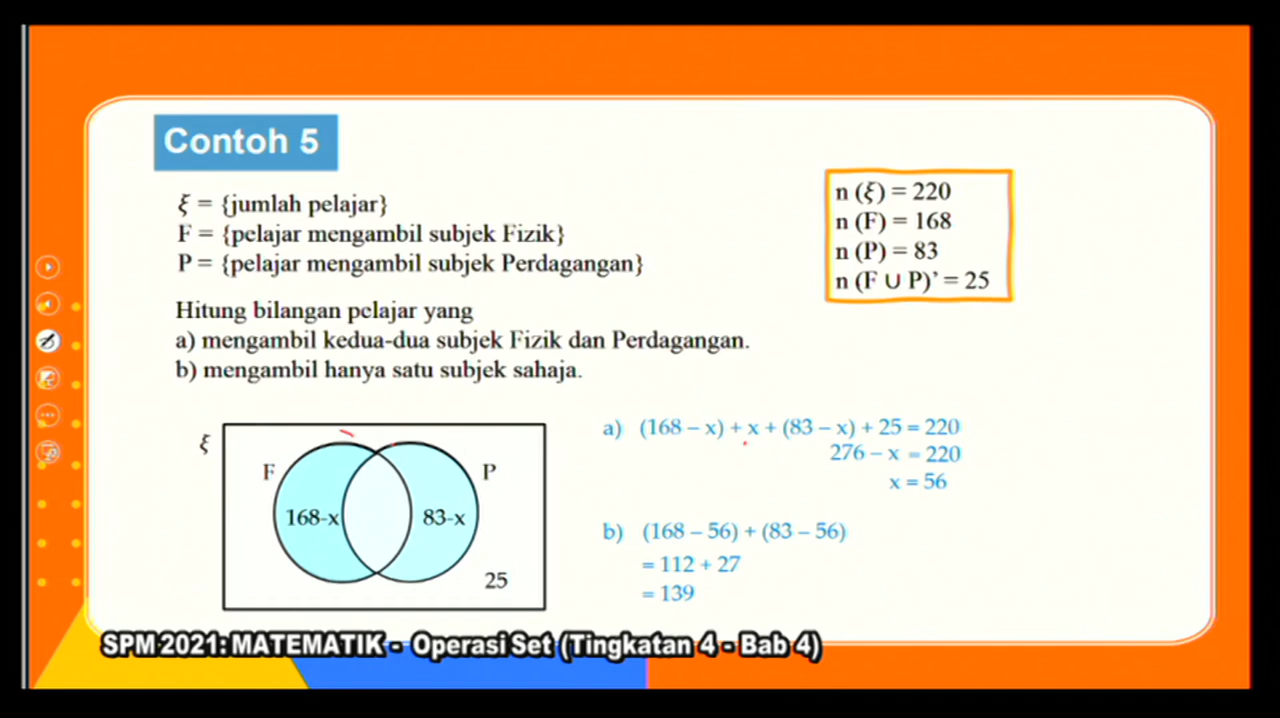 Contoh 5
ξ = {jumlah pelajar}
F = {pelajar mengambil subjek Fizik}
P = {pelajar mengambil subjek Perdagangan}
n (ξ) = 220
n (F) = 168
n (P) = 83
n (F ∪ P)’ = 25
Hitung bilangan pelajar yang
a) mengambil kedua-dua subjek Fizik dan Perdagangan.
b) mengambil hanya satu subjek sahaja.
ξ
F
P
168-x
83-x
25
a) (168 – x) + x + (83 – x) + 25 = 220
276 – x = 220
x = 56
b) (168 – 56) + (83 – 56)
= 112 + 27
= 139
SPM 2021: MATEMATIK - Operasi Set (Tingkatan 4 - Bab 4)